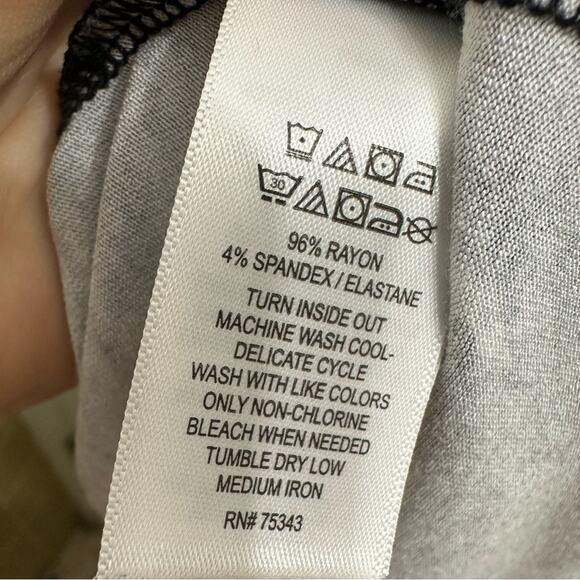 30
96% RAYON
4% SPANDEX / ELASTANE
TURN INSIDE OUT
MACHINE WASH COOL-
DELICATE CYCLE
WASH WITH LIKE COLORS
ONLY NON-CHLORINE
BLEACH WHEN NEEDED
TUMBLE DRY LOW
MEDIUM IRON
RN# 75343